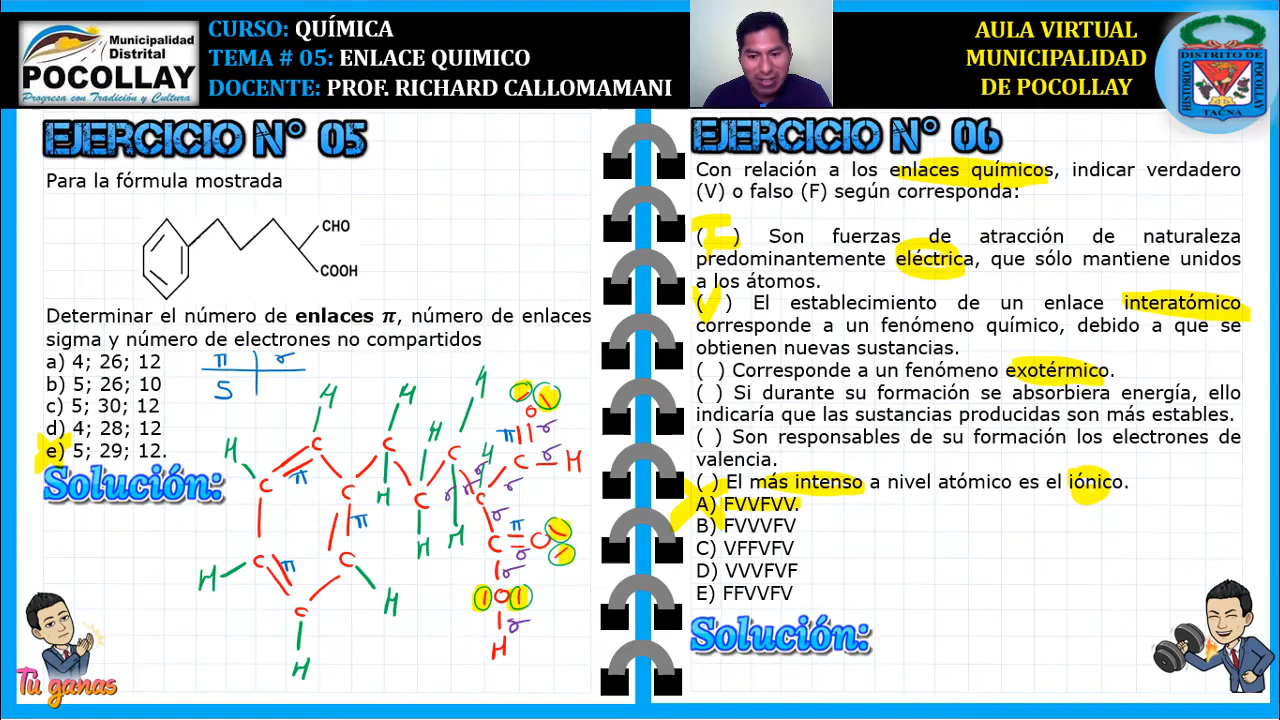 Municipalidad
Distrital
POCOLLAY
Progresa con Tradición y Cultura
CURSO: QUÍMICA
TEMA # 05: ENLACE QUIMICO
DOCENTE: PROF. RICHARD CALLOMAMANI
AULA VIRTUAL
MUNICIPALIDAD
DE POCOLLAY
HISTORICO
DISTRITO DE
POCOLLAY
TACNA
EJERCICIO N° 05
Para la fórmula mostrada
CHO
COOH
Determinar el número de enlaces π, número de enlaces
sigma y número de electrones no compartidos
a) 4; 26; 12
b) 5; 26; 10
c) 5; 30; 12
d) 4; 28; 12
e) 5; 29; 12.
Solución:
π σ
5
H H H
O
H H π σ
C C C H C H
H C π C H C σ
C π H C σ
C π C H H C π O
H C H σ
H O
H σ
H
Tú ganas
EJERCICIO N° 06
Con relación a los enlaces químicos, indicar verdadero
(V) o falso (F) según corresponda:
F
( ) Son fuerzas de atracción de naturaleza
predominantemente eléctrica, que sólo mantiene unidos
a los átomos.
V
( ) El establecimiento de un enlace interatómico
corresponde a un fenómeno químico, debido a que se
obtienen nuevas sustancias.
( ) Corresponde a un fenómeno exotérmico.
( ) Si durante su formación se absorbiera energía, ello
indicaría que las sustancias producidas son más estables.
( ) Son responsables de su formación los electrones de
valencia.
( ) El más intenso a nivel atómico es el iónico.
A) FVVFVV.
B) FVVVFV
C) VFFVFV
D) VVVFVF
E) FFVVFV
Solución: